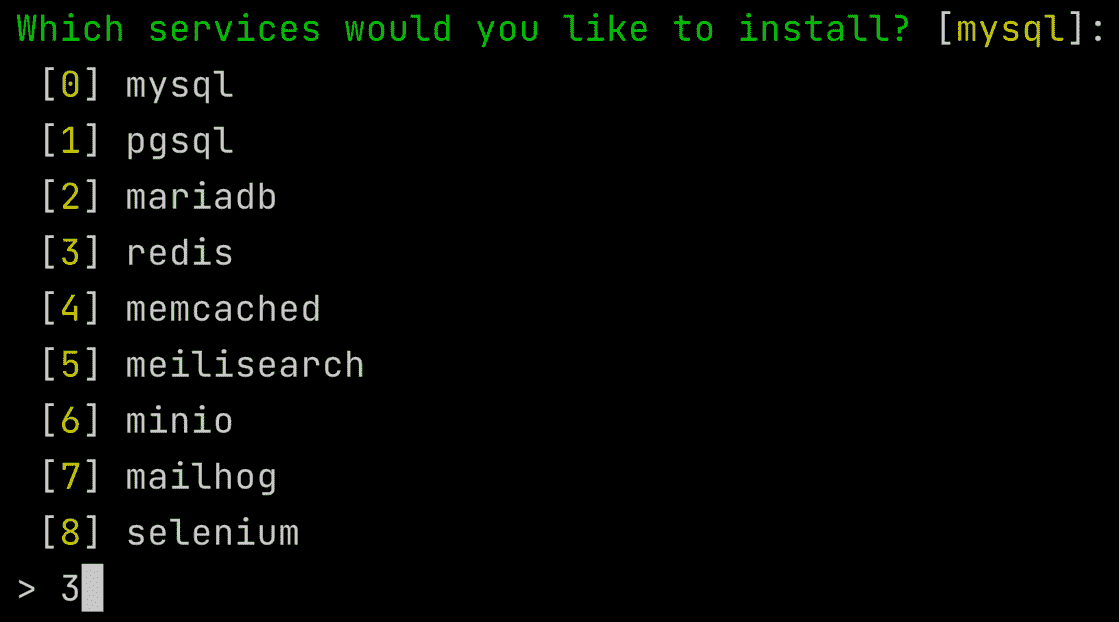 Which services would you like to install? [mysql]:
[0] mysql
[1] pgsql
[2] mariadb
[3] redis
[4] memcached
[5] meilisearch
[6] minio
[7] mailhog
[8] selenium
> 3